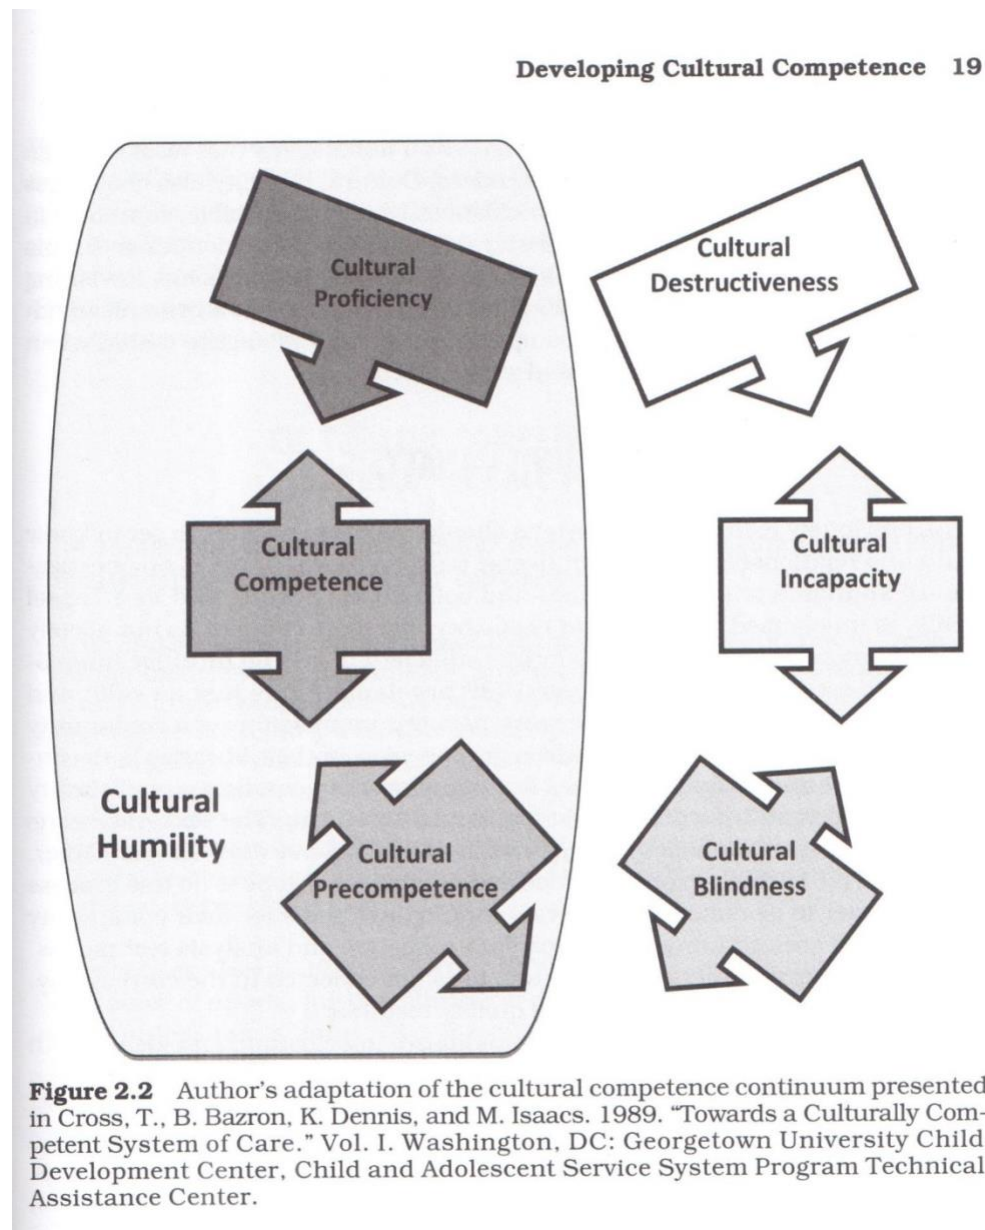 Developing Cultural Competence 19
Cultural
Proficiency
Cultural
Destructiveness
Cultural
Competence
Cultural
Incapacity
Cultural
Humility
Cultural
Precompetence
Cultural
Blindness
Figure 2.2 Author's adaptation of the cultural competence continuum presented
in Cross, T., B. Bazron, K. Dennis, and M. Isaacs. 1989. "Towards a Culturally Com-
petent System of Care." Vol. I. Washington, DC: Georgetown University Child
Development Center, Child and Adolescent Service System Program Technical
Assistance Center.